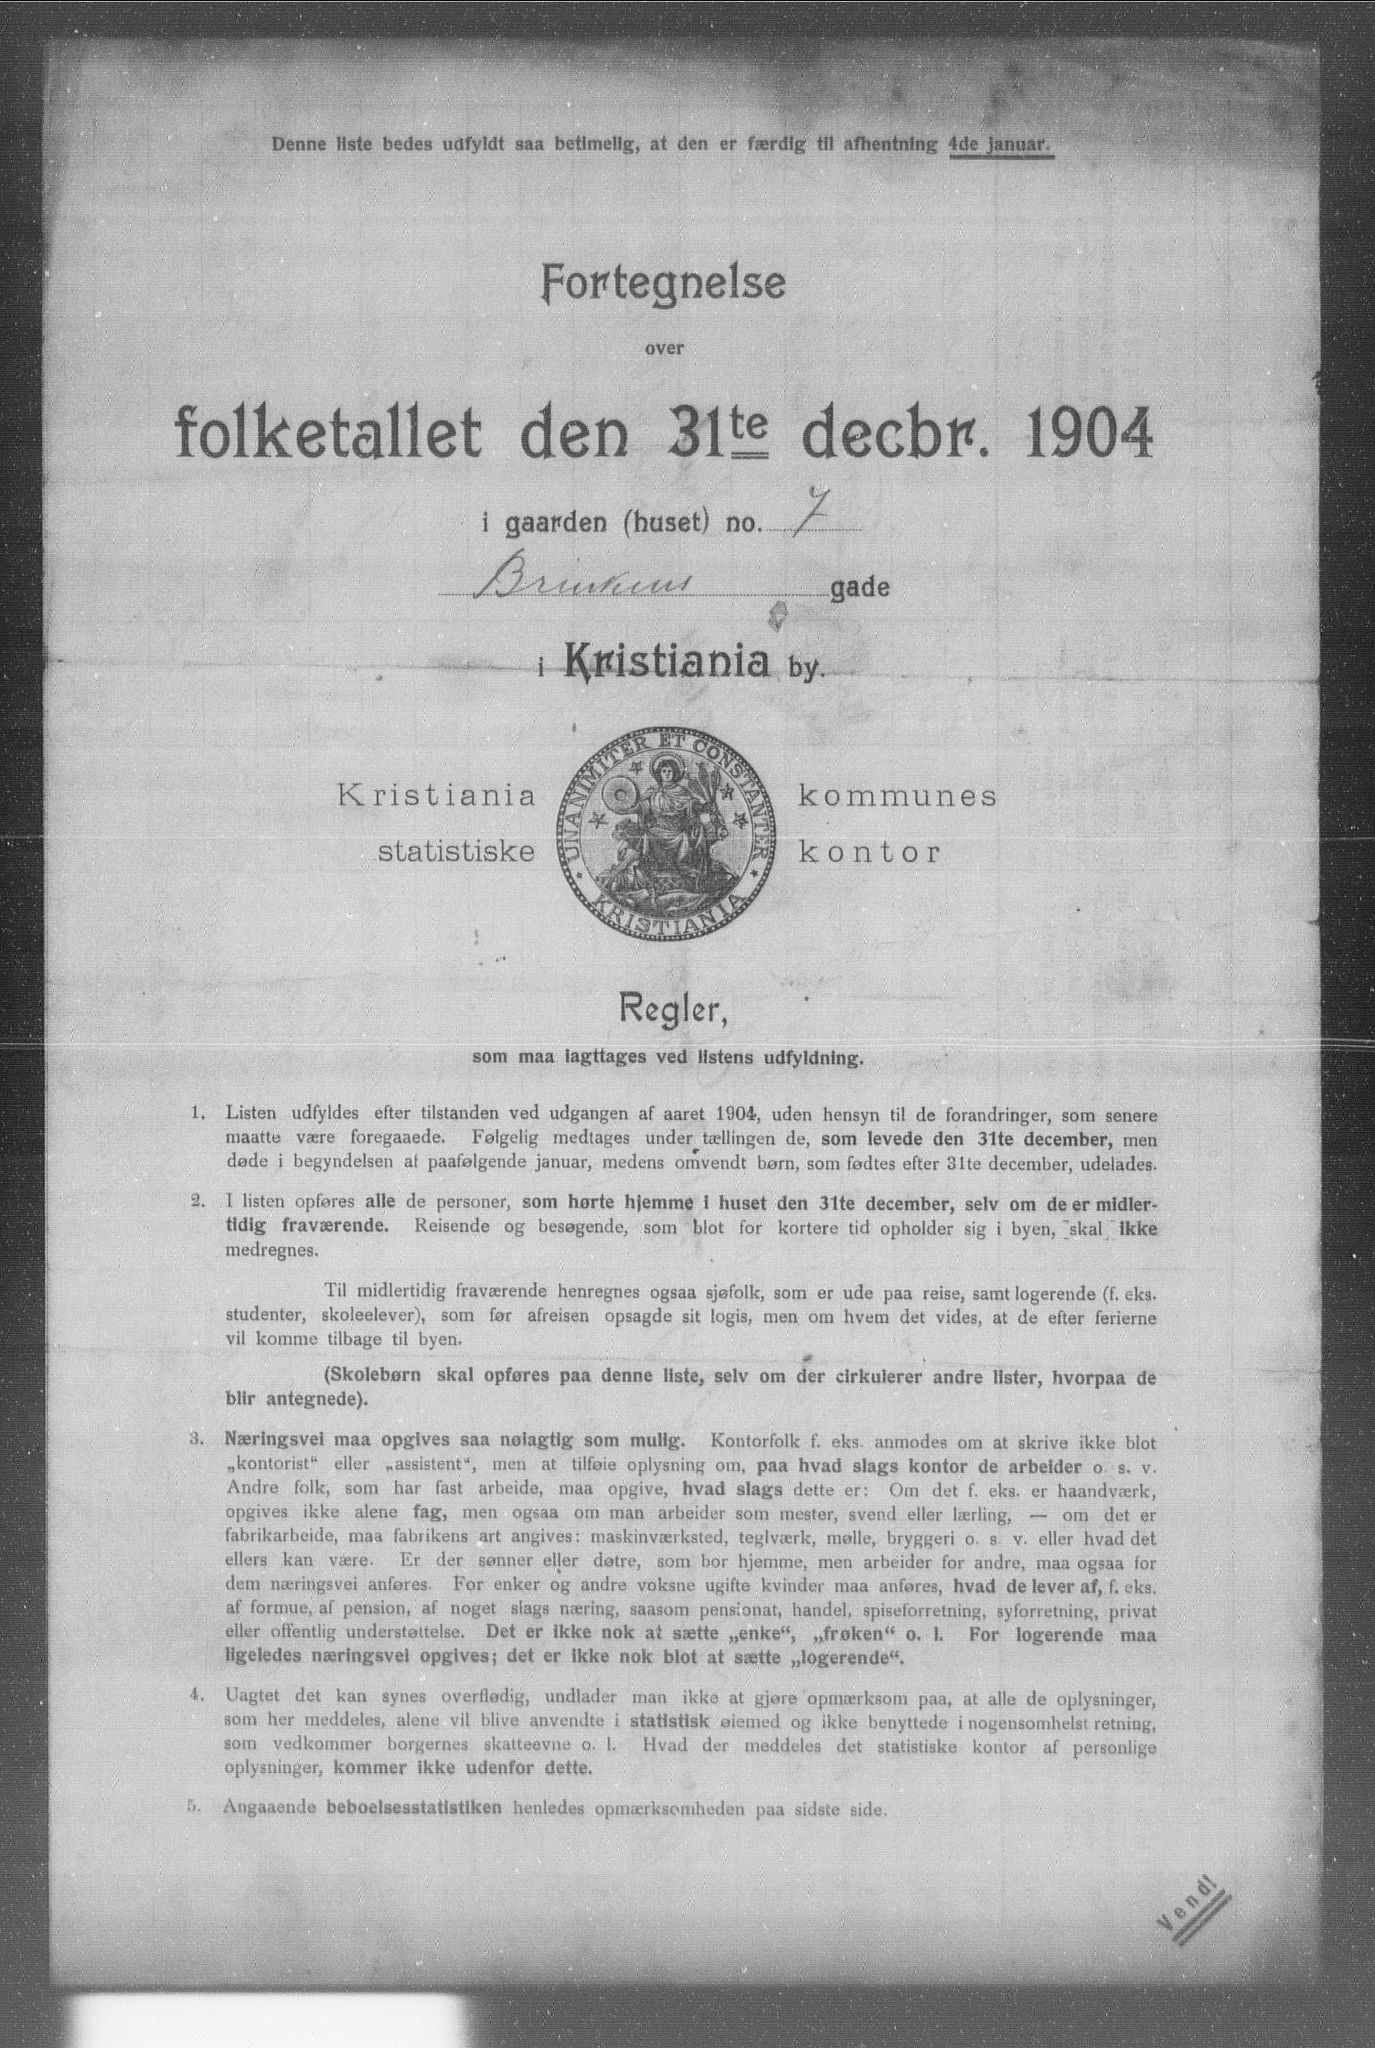 Denne liste bedes udfyldt saa betimelig, at den er færdig til afhentning 4de januar.
Fortegnelse
over
folketallet den 31te decbr. 1904
i gaarden (huset) no. 7
Brinkens gade
i Kristiania by.
UNANIMITER ET CONSTANTER
KRISTIANIA
Kristiania kommunes
statistiske kontor
Regler,
som maa iagttages ved listens udfyldning.
1. Listen udfyldes efter tilstanden ved udgangen af aaret 1904, uden hensyn til de forandringer, som senere
maatte være foregaaede. Følgelig medtages under tællingen de, som levede den 31te december, men
døde i begyndelsen af paafølgende januar, medens omvendt børn, som fødtes efter 31te december, udelades.
2. I listen opføres alle de personer, som hørte hjemme i huset den 31te december, selv om de er midler-
tidig fraværende. Reisende og besøgende, som blot for kortere tid opholder sig i byen, skal ikke
medregnes.
Til midlertidig fraværende henregnes ogsaa sjøfolk, som er ude paa reise, samt logerende (f. eks.
studenter, skoleelever), som før afreisen opsagde sit logis, men om hvem det vides, at de efter ferierne
vil komme tilbage til byen.
(Skolebørn skal opføres paa denne liste, selv om der cirkulerer andre lister, hvorpaa de
blir antegnede).
3. Næringsvei maa opgives saa nøiagtig som mulig. Kontorfolk f. eks. anmodes om at skrive ikke blot
„kontorist“ eller „assistent“, men at tilføie oplysning om, paa hvad slags kontor de arbeider o. s. v.
Andre folk, som har fast arbeide, maa opgive, hvad slags dette er: Om det f. eks. er haandværk,
opgives ikke alene fag, men ogsaa om man arbeider som mester, svend eller lærling, — om det er
fabrikarbeide, maa fabrikens art angives: maskinværksted, teglværk, mølle, bryggeri o. s. v. eller hvad det
ellers kan være. Er der sønner eller døtre, som bor hjemme, men arbeider for andre, maa ogsaa for
dem næringsvei anføres. For enker og andre voksne ugifte kvinder maa anføres, hvad de lever af, f. eks.
af formue, af pension, af noget slags næring, saasom pensionat, handel, spiseforretning, syforretning, privat
eller offentlig understøttelse. Det er ikke nok at sætte „enke“, „frøken“ o. l. For logerende maa
ligeledes næringsvei opgives; det er ikke nok blot at sætte „logerende“.
4. Uagtet det kan synes overflødig, undlader man ikke at gjøre opmærksom paa, at alle de oplysninger,
som her meddeles, alene vil blive anvendte i statistisk øiemed og ikke benyttede i nogensomhelst retning,
som vedkommer borgernes skatteevne o. l. Hvad der meddeles det statistiske kontor af personlige
oplysninger, kommer ikke udenfor dette.
5. Angaaende beboelsesstatistiken henledes opmærksomheden paa sidste side.
Vend!